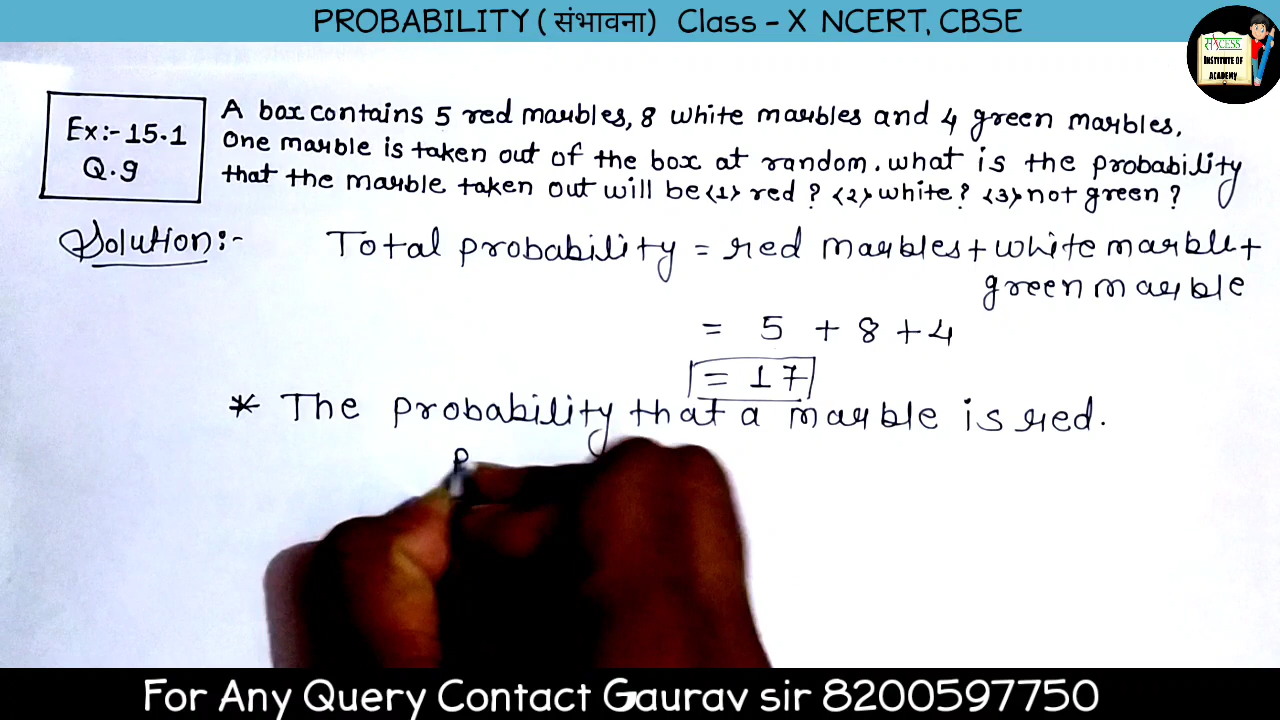 PROBABILITY ( संभावना) Class - X NCERT, CBSE
INSTITUTE OF
ACADEMY
Ex:- 15.1
Q.9
A box contains 5 red marbles, 8 white marbles and 4 green marbles.
One marble is taken out of the box at random. what is the probability
that the marble taken out will be <1> red ? <2> white ? <3> not green ?
Solution:-
Total probability = red marbles + white marble +
green marble
= 5 + 8 + 4
= 17
* The probability that a marble is red.
P
For Any Query Contact Gaurav sir 8200597750